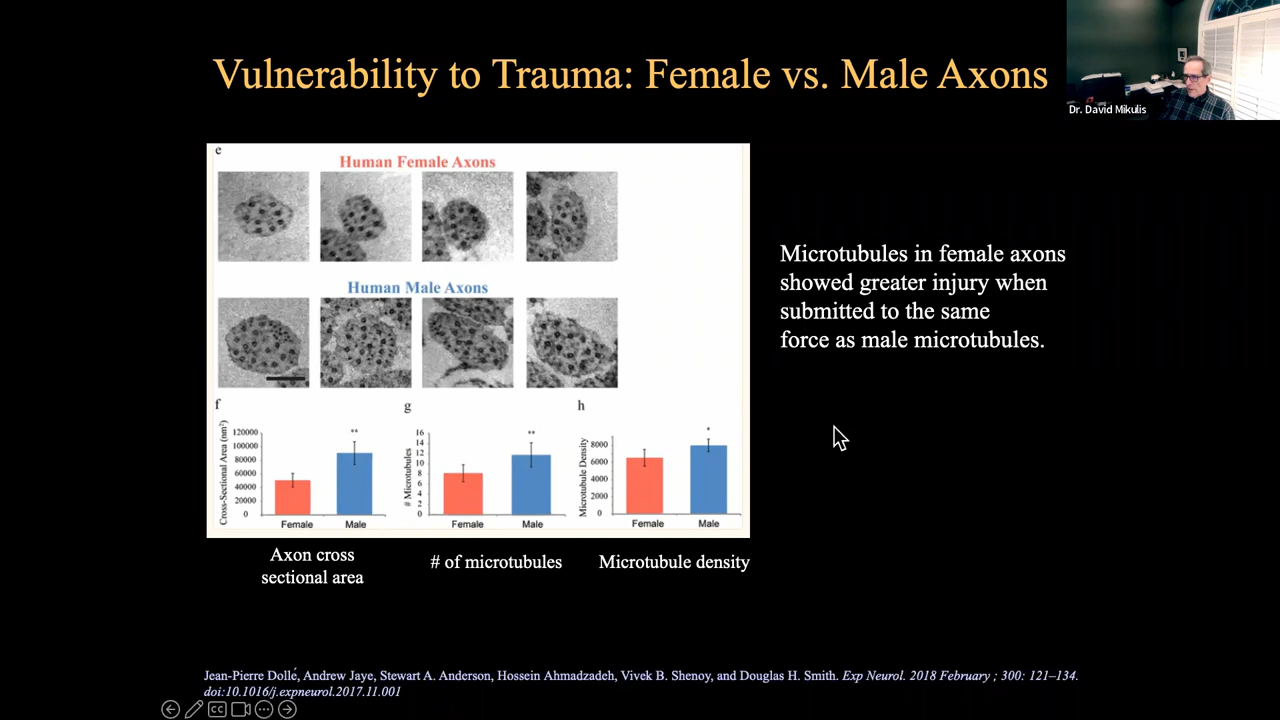 Vulnerability to Trauma: Female vs. Male Axons
Dr. David Mikulis
e
Human Female Axons
Human Male Axons
f
g
h
Cross-Sectional Area (nm²)
120000
100000
80000
60000
40000
20000
0
**
Female Male
# Microtubules
16
14
12
10
8
6
4
2
0
**
Female Male
Microtubule Density
8000
6000
4000
2000
0
*
Female Male
Axon cross
sectional area
# of microtubules
Microtubule density
Microtubules in female axons
showed greater injury when
submitted to the same
force as male microtubules.
Jean-Pierre Dollé, Andrew Jaye, Stewart A. Anderson, Hossein Ahmadzadeh, Vivek B. Shenoy, and Douglas H. Smith. Exp Neurol. 2018 February ; 300: 121–134.
doi:10.1016/j.expneurol.2017.11.001
CC